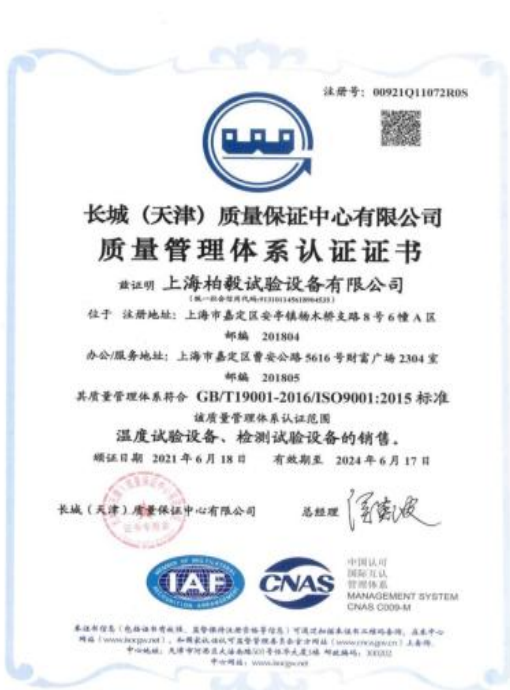 注册号：00921Q11072R0S
长城（天津）质量保证中心有限公司
质量管理体系认证证书
兹证明 上海柏毅试验设备有限公司
位于 注册地址：上海市嘉定区安亭镇杨木桥支路8号6幢A区
邮编 201804
办公/服务地址：上海市嘉定区曹安公路5616号财富广场2304室
邮编 201805
其质量管理体系符合 GB/T19001-2016/ISO9001:2015 标准
该质量管理体系认证范围
温度试验设备、检测试验设备的销售。
颁证日期 2021年6月18日 有效期至 2024年6月17日
长城（天津）质量保证中心有限公司 总经理
MEMBER OF MULTILATERAL
IAF
RECOGNITION ARRANGEMENT
CNAS
中国认可
国际互认
管理体系
MANAGEMENT SYSTEM
CNAS C009-M